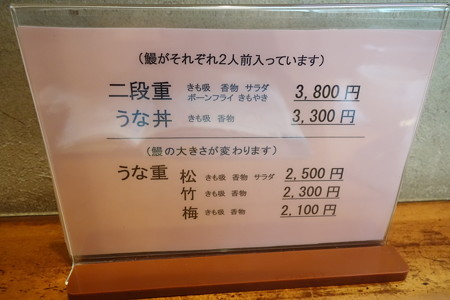 (鰻がそれぞれ2人前入っています)
二段重 きも吸 香物 サラダ ボーンフライ きもやき 3,800円
うな丼 きも吸 香物 3,300円
(鰻の大きさが変わります)
うな重 松 きも吸 香物 サラダ 2,500円
竹 きも吸 香物 2,300円
梅 きも吸 香物 2,100円